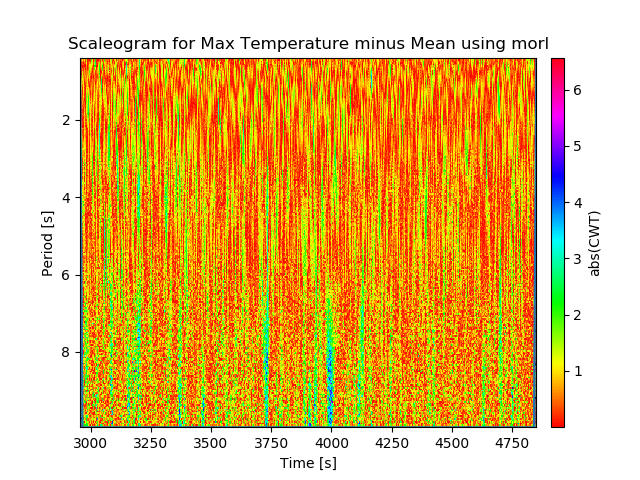 Scaleogram for Max Temperature minus Mean using morl
2
4
6
8
Period [s]
3000 3250 3500 3750 4000 4250 4500 4750
Time [s]
6
5
4
3
2
1
abs(CWT)